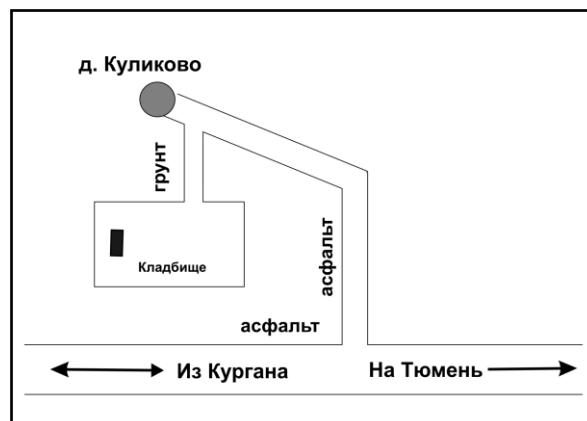 д. Куликово
грунт
асфальт
Кладбище
асфальт
Из Кургана
На Тюмень